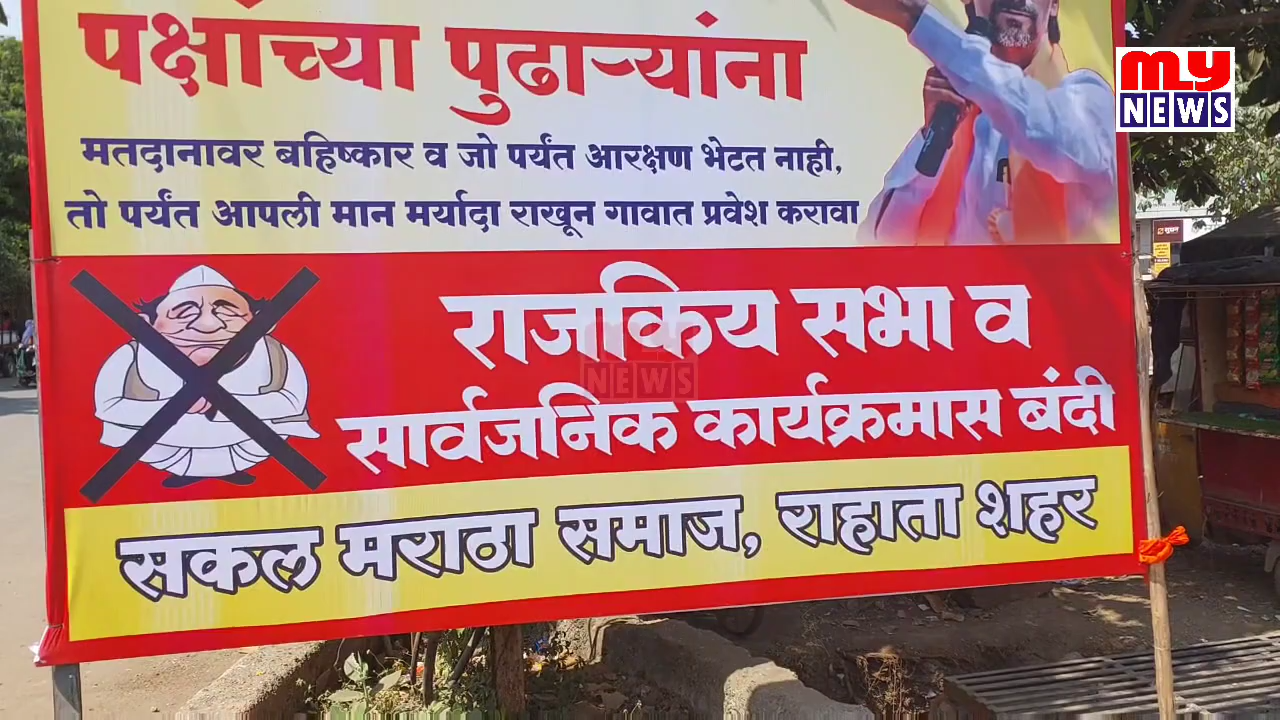 पक्षांच्या पुढाऱ्यांना
my
NEWS
मतदानावर बहिष्कार व जो पर्यंत आरक्षण भेटत नाही,
तो पर्यंत आपली मान मर्यादा राखून गावात प्रवेश करावा
राजकिय सभा व
NEWS
सार्वजनिक कार्यक्रमास बंदी
सकल मराठा समाज, राहाता शहर